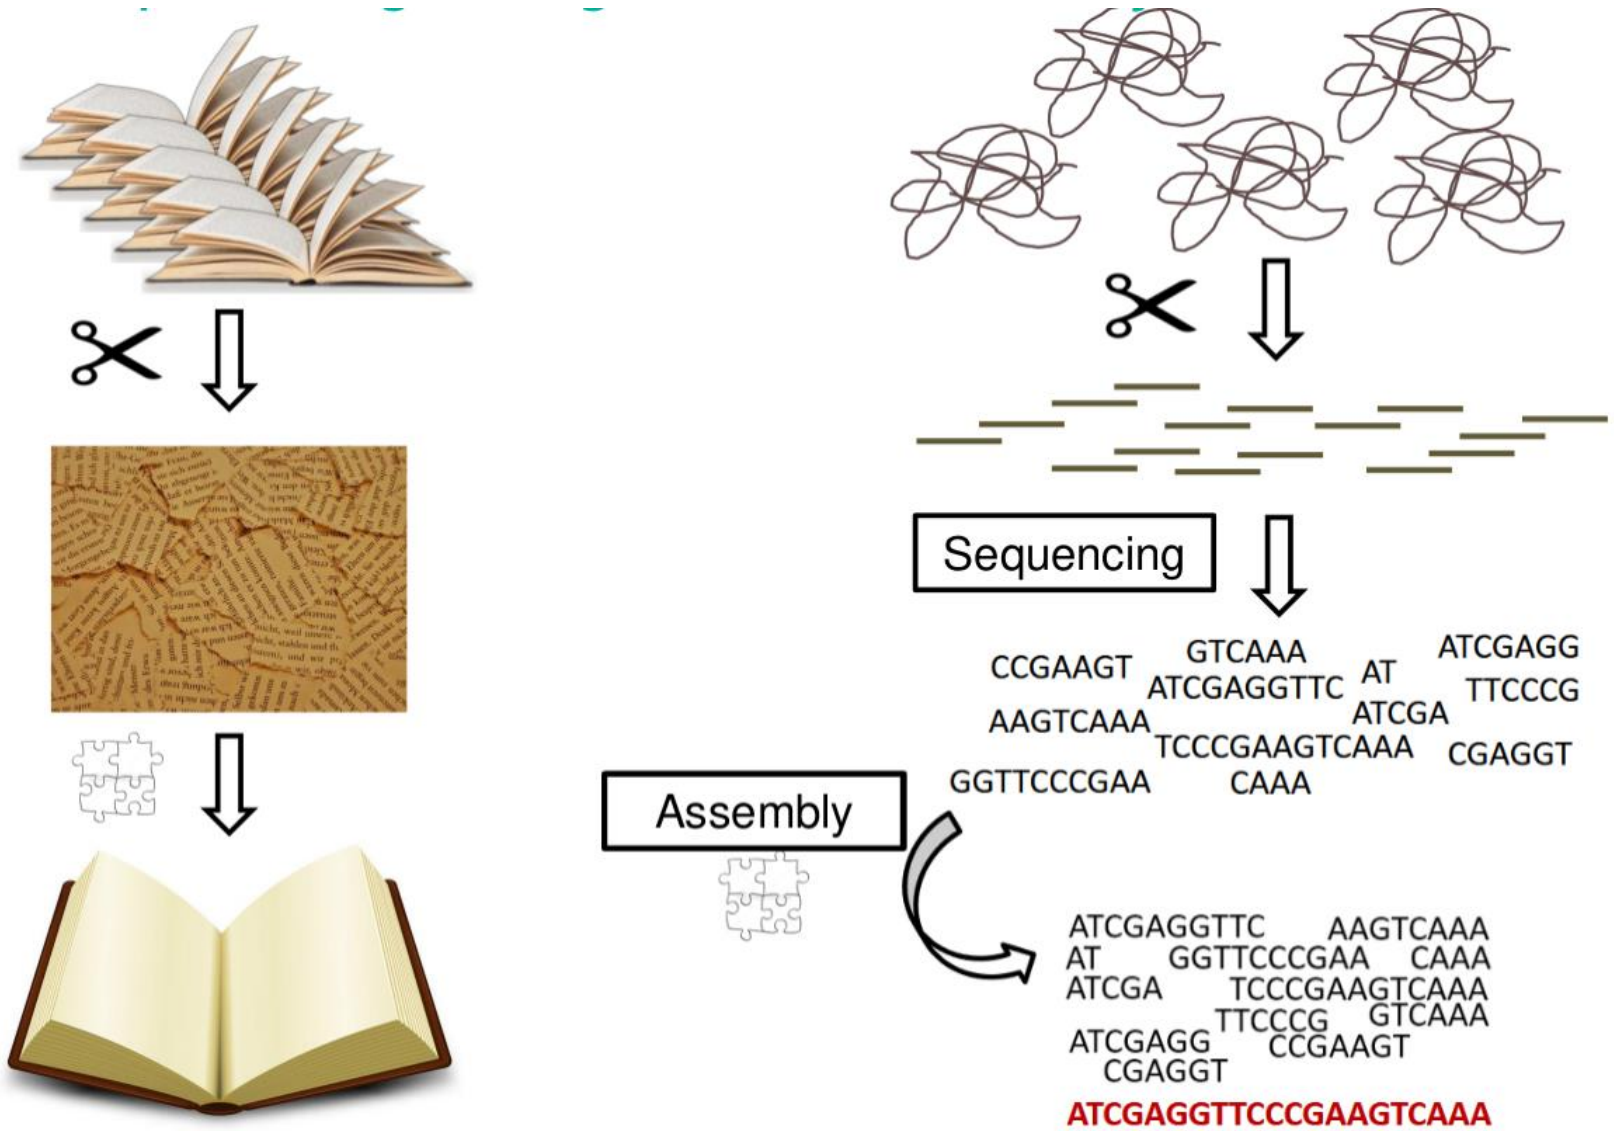 Sequencing
CCGAAGT
GTCAAA
ATCGAGG
ATCGAGGTTC
AT
TTCCCG
AAGTCAAA
ATCGA
TCCCGAAGTCAAA
CGAGGT
GGTTCCCGAA
CAAA
Assembly
ATCGAGGTTC AAGTCAAA
AT GGTTCCCGAA CAAA
ATCGA TCCCGAAGTCAAA
TTCCCG GTCAAA
ATCGAGG CCGAAGT
CGAGGT
ATCGAGGTTCCCGAAGTCAAA